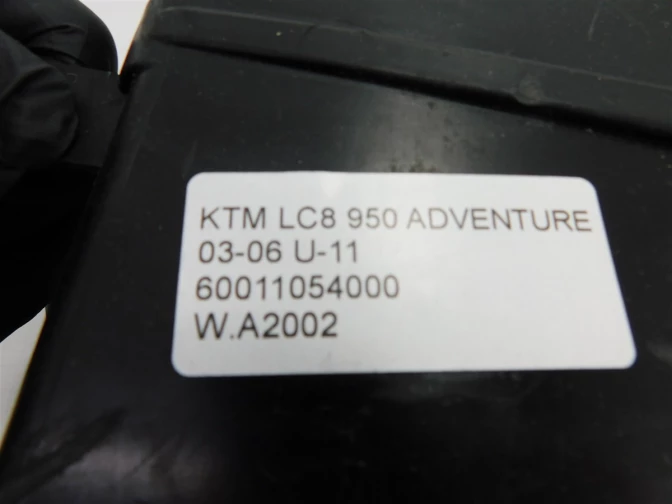 KTM LC8 950 ADVENTURE
03-06 U-11
60011054000
W.A2002